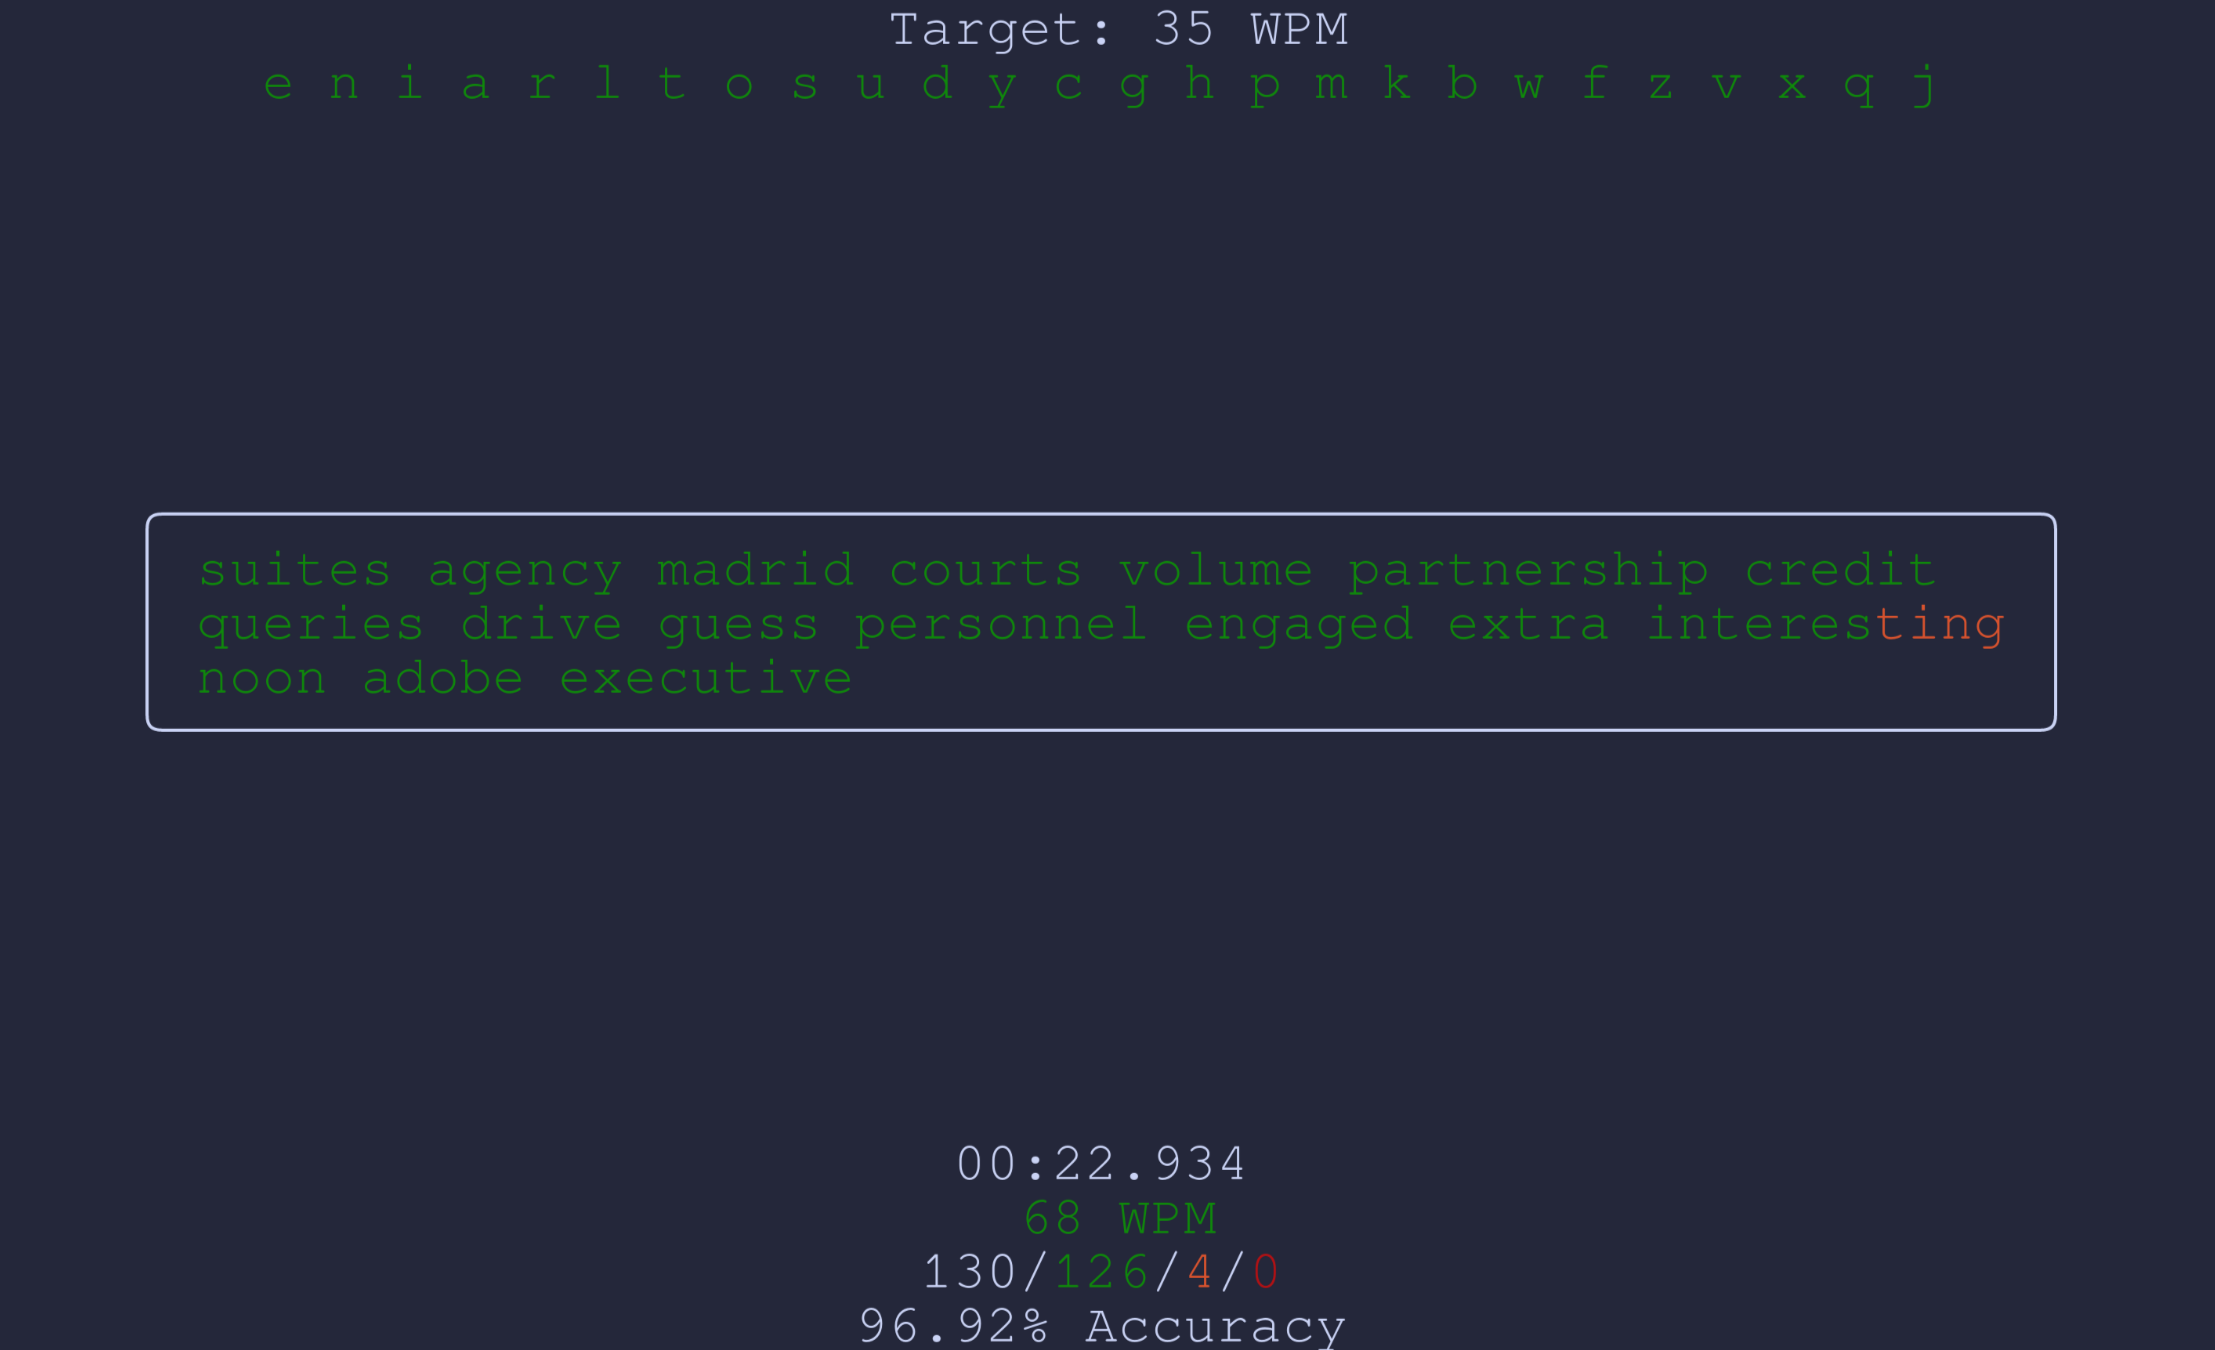 Target: 35 WPM
e n i a r l t o s u d y c g h p m k b w f z v x q j
suites agency madrid courts volume partnership credit
queries drive guess personnel engaged extra interesting
noon adobe executive
00:22.934
68 WPM
130/126/4/0
96.92% Accuracy